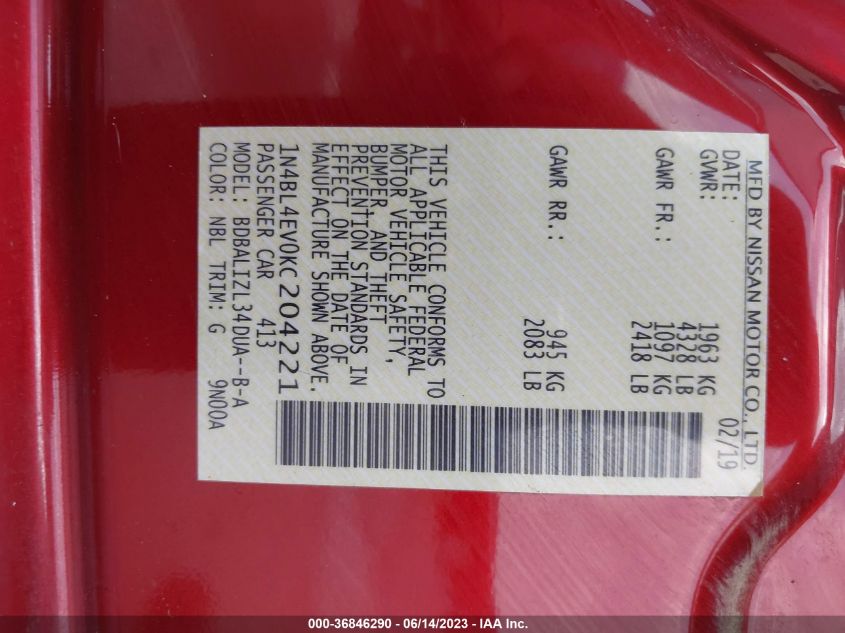 MFD BY NISSAN MOTOR CO., LTD.
DATE: 02/19
GVWR: 1963 KG
4328 LB
GAWR FR.: 1097 KG
2418 LB
GAWR RR.: 945 KG
2083 LB
THIS VEHICLE CONFORMS TO
ALL APPLICABLE FEDERAL
MOTOR VEHICLE SAFETY,
BUMPER, AND THEFT
PREVENTION STANDARDS IN
EFFECT ON THE DATE OF
MANUFACTURE SHOWN ABOVE.
1N4BL4EV0KC204221
PASSENGER CAR 413
MODEL: BDBALIZL34DUA--B-A
COLOR: NBL TRIM: G 9N00A
000-36846290 - 06/14/2023 - IAA Inc.